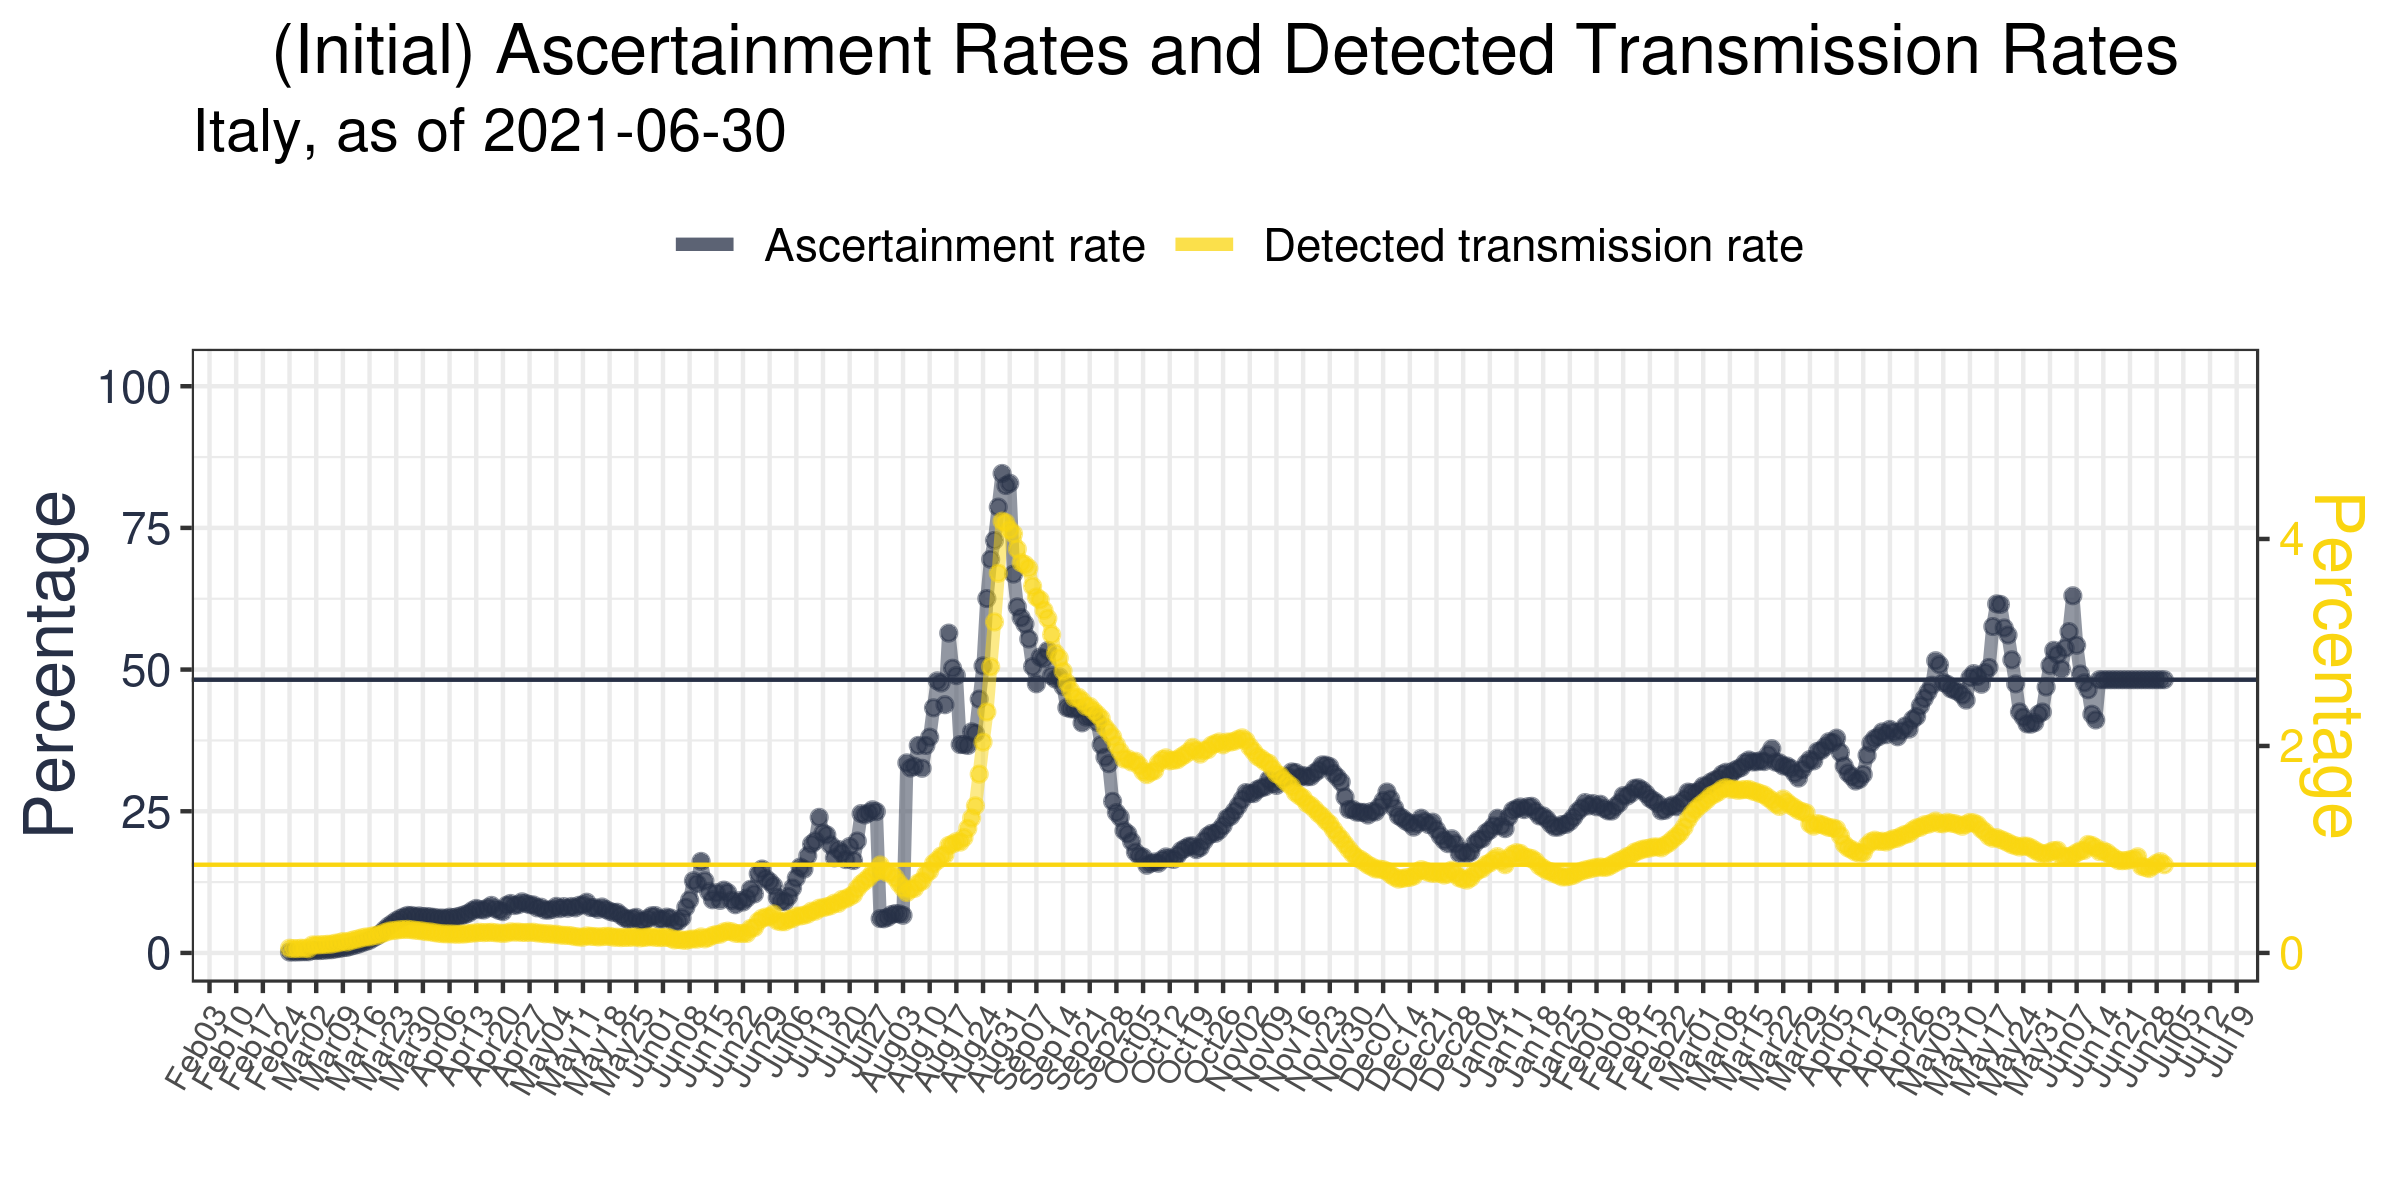 (Initial) Ascertainment Rates and Detected Transmission Rates
Italy, as of 2021-06-30
Ascertainment rate
Detected transmission rate
Percentage
100
75
50
25
0
Percentage
4
2
0
Feb03
Feb10
Feb17
Feb24
Mar02
Mar09
Mar16
Mar23
Mar30
Apr06
Apr13
Apr20
Apr27
May04
May11
May18
May25
Jun01
Jun08
Jun15
Jun22
Jun29
Jul06
Jul13
Jul20
Jul27
Aug03
Aug10
Aug17
Aug24
Aug31
Sep07
Sep14
Sep21
Sep28
Oct05
Oct12
Oct19
Oct26
Nov02
Nov09
Nov16
Nov23
Nov30
Dec07
Dec14
Dec21
Dec28
Jan04
Jan11
Jan18
Jan25
Feb01
Feb08
Feb15
Feb22
Mar01
Mar08
Mar15
Mar22
Mar29
Apr05
Apr12
Apr19
Apr26
May03
May10
May17
May24
May31
Jun07
Jun14
Jun21
Jun28
Jul05
Jul12
Jul19